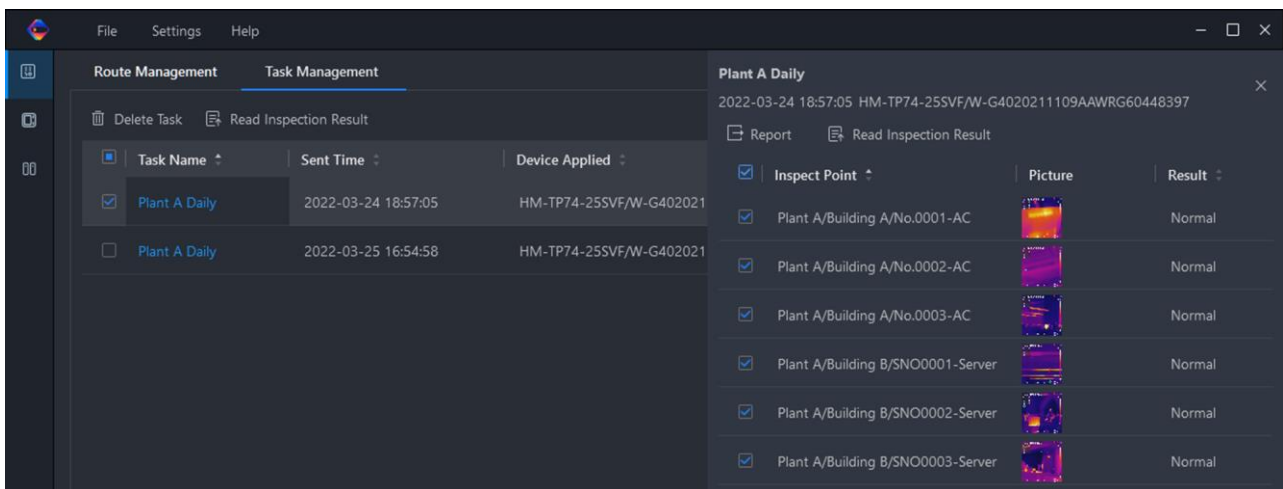 File Settings Help
Route Management Task Management
Delete Task Read Inspection Result
Task Name Sent Time Device Applied
Plant A Daily 2022-03-24 18:57:05 HM-TP74-25SVF/W-G402021
Plant A Daily 2022-03-25 16:54:58 HM-TP74-25SVF/W-G402021
Plant A Daily
2022-03-24 18:57:05 HM-TP74-25SVF/W-G4020211109AAWRG60448397
Report Read Inspection Result
Inspect Point Picture Result
Plant A/Building A/No.0001-AC Normal
Plant A/Building A/No.0002-AC Normal
Plant A/Building A/No.0003-AC Normal
Plant A/Building B/SNO0001-Server Normal
Plant A/Building B/SNO0002-Server Normal
Plant A/Building B/SNO0003-Server Normal